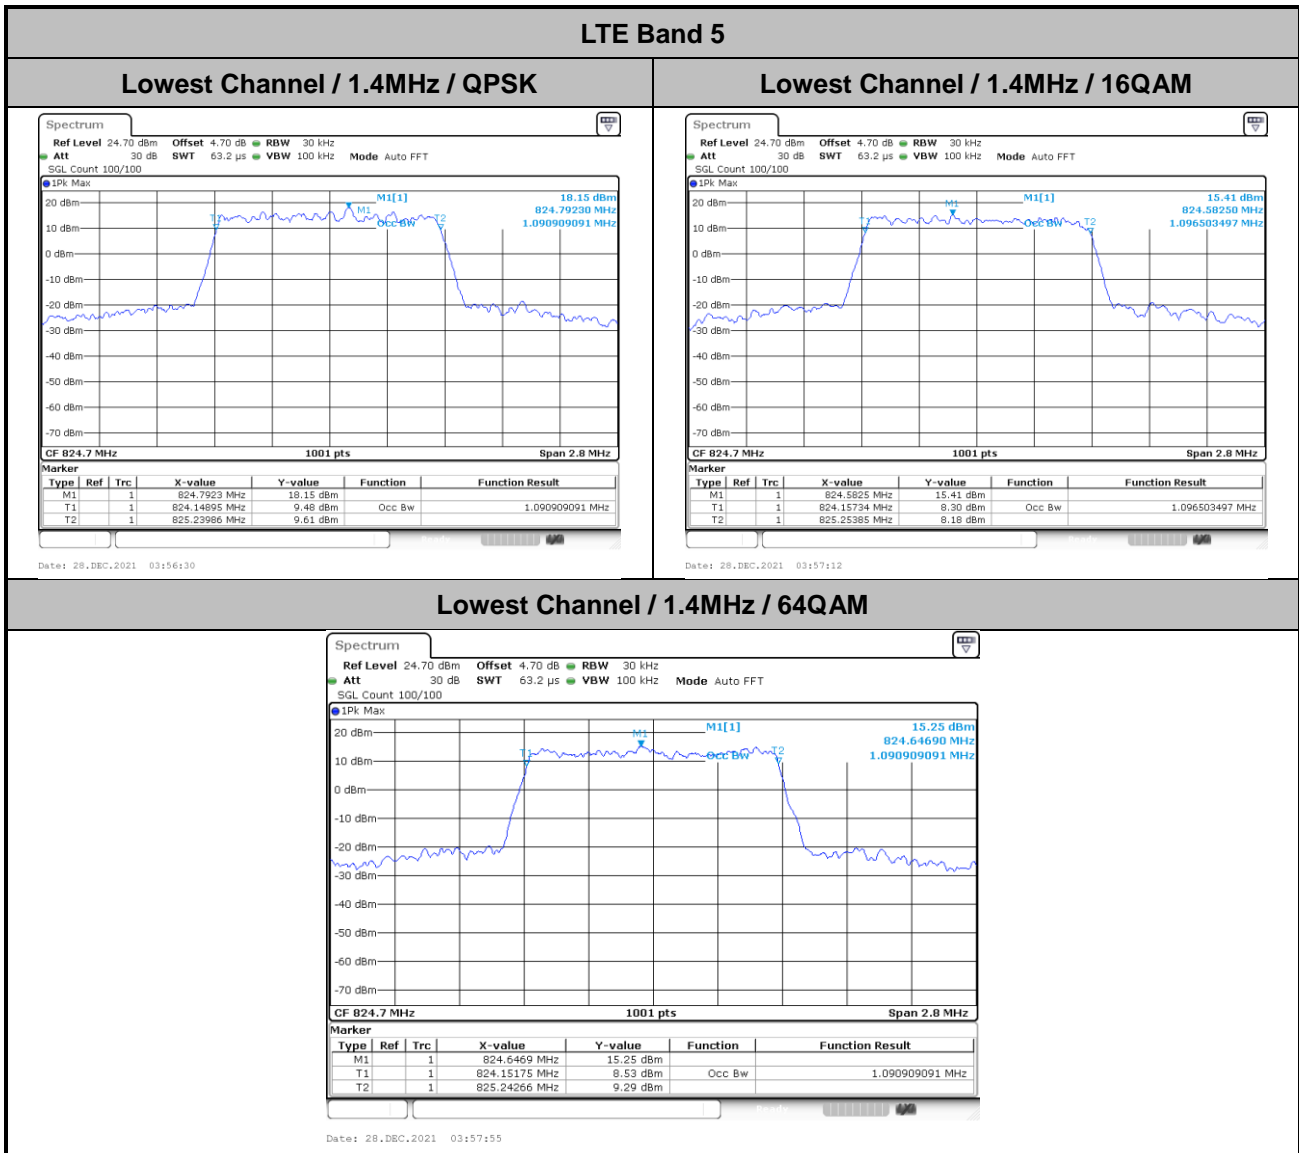 LTE Band 5
Lowest Channel / 1.4MHz / QPSK
Lowest Channel / 1.4MHz / 16QAM
Spectrum
Ref Level 24.70 dBm Offset 4.70 dB RBW 30 kHz
Att 30 dB SWT 63.2 µs VBW 100 kHz Mode Auto FFT
SGL Count 100/100
1Pk Max
M1[1] 18.15 dBm
824.79230 MHz
Occ Bw 1.090909091 MHz
M1
T1
T2
20 dBm
10 dBm
0 dBm
-10 dBm
-20 dBm
-30 dBm
-40 dBm
-50 dBm
-60 dBm
-70 dBm
CF 824.7 MHz 1001 pts Span 2.8 MHz
Marker
Type Ref Trc X-value Y-value Function Function Result
M1 1 824.7923 MHz 18.15 dBm
T1 1 824.14895 MHz 9.48 dBm Occ Bw 1.090909091 MHz
T2 1 825.23986 MHz 9.61 dBm
Ready
Date: 28.DEC.2021 03:56:30
Spectrum
Ref Level 24.70 dBm Offset 4.70 dB RBW 30 kHz
Att 30 dB SWT 63.2 µs VBW 100 kHz Mode Auto FFT
SGL Count 100/100
1Pk Max
M1[1] 15.41 dBm
824.58250 MHz
Occ Bw 1.096503497 MHz
M1
T1
T2
20 dBm
10 dBm
0 dBm
-10 dBm
-20 dBm
-30 dBm
-40 dBm
-50 dBm
-60 dBm
-70 dBm
CF 824.7 MHz 1001 pts Span 2.8 MHz
Marker
Type Ref Trc X-value Y-value Function Function Result
M1 1 824.5825 MHz 15.41 dBm
T1 1 824.15734 MHz 8.30 dBm Occ Bw 1.096503497 MHz
T2 1 825.25385 MHz 8.18 dBm
Ready
Date: 28.DEC.2021 03:57:12
Lowest Channel / 1.4MHz / 64QAM
Spectrum
Ref Level 24.70 dBm Offset 4.70 dB RBW 30 kHz
Att 30 dB SWT 63.2 µs VBW 100 kHz Mode Auto FFT
SGL Count 100/100
1Pk Max
M1[1] 15.25 dBm
824.64690 MHz
Occ Bw 1.090909091 MHz
M1
T1
T2
20 dBm
10 dBm
0 dBm
-10 dBm
-20 dBm
-30 dBm
-40 dBm
-50 dBm
-60 dBm
-70 dBm
CF 824.7 MHz 1001 pts Span 2.8 MHz
Marker
Type Ref Trc X-value Y-value Function Function Result
M1 1 824.6469 MHz 15.25 dBm
T1 1 824.15175 MHz 8.53 dBm Occ Bw 1.090909091 MHz
T2 1 825.24266 MHz 9.29 dBm
Ready
Date: 28.DEC.2021 03:57:55